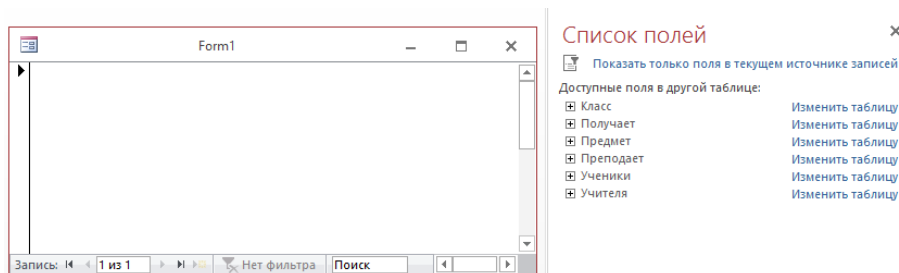 Form1
Запись: 1 из 1 Нет фильтра Поиск
Список полей
Показать только поля в текущем источнике записей
Доступные поля в другой таблице:
Класс Изменить таблицу
Получает Изменить таблицу
Предмет Изменить таблицу
Преподает Изменить таблицу
Ученики Изменить таблицу
Учителя Изменить таблицу